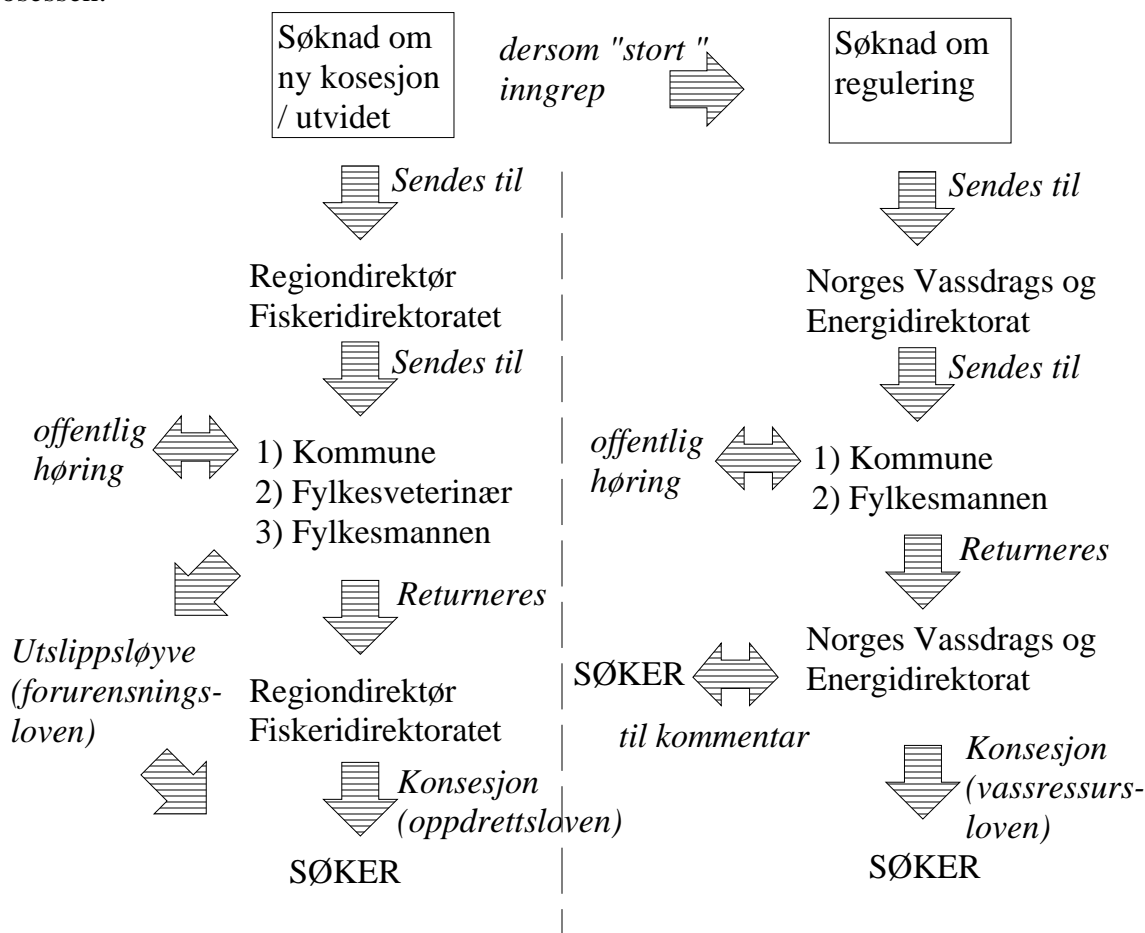 Søknad om
ny kosesjon
/ utvidet
dersom "stort "
inngrep
Søknad om
regulering
Sendes til
Regiondirektør
Fiskeridirektoratet
Sendes til
offentlig
høring
1) Kommune
2) Fylkesveterinær
3) Fylkesmannen
Returneres
Utslippsløyve
(forurensnings-
loven)
Regiondirektør
Fiskeridirektoratet
Konsesjon
(oppdrettsloven)
SØKER
Sendes til
Norges Vassdrags og
Energidirektorat
Sendes til
offentlig
høring
1) Kommune
2) Fylkesmannen
Returneres
Norges Vassdrags og
Energidirektorat
SØKER
til kommentar
Konsesjon
(vassressurs-
loven)
SØKER